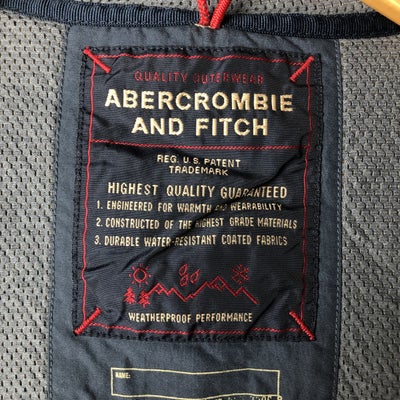 QUALITY OUTERWEAR
ABERCROMBIE
AND FITCH
REG. U.S. PATENT
TRADEMARK
HIGHEST QUALITY GUARANTEED
1. ENGINEERED FOR WARMTH AND WEARABILITY
2. CONSTRUCTED OF THE HIGHEST GRADE MATERIALS
3. DURABLE WATER-RESISTANT COATED FABRICS
WEATHERPROOF PERFORMANCE
NAME: